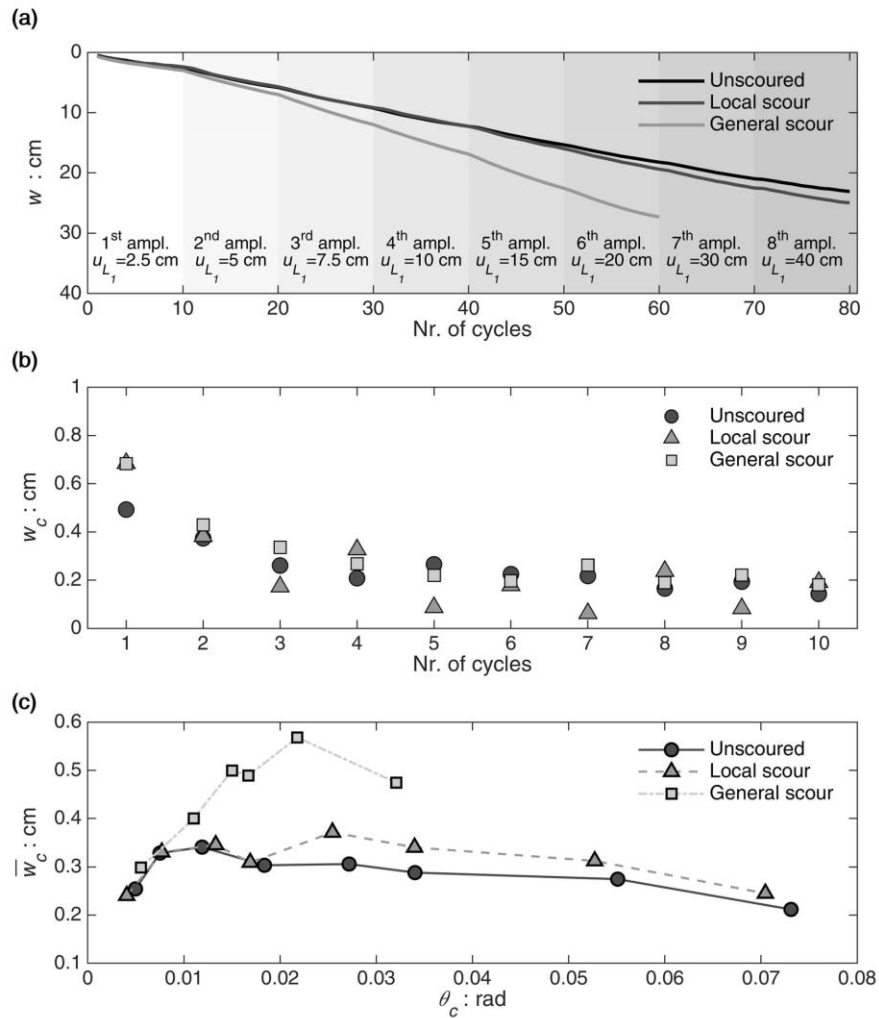 (a)
0
10
20
30
40
w : cm
Unscoured
Local scour
General scour
1st ampl. 2nd ampl. 3rd ampl. 4th ampl. 5th ampl. 6th ampl. 7th ampl. 8th ampl.
uL1=2.5 cm uL1=5 cm uL1=7.5 cm uL1=10 cm uL1=15 cm uL1=20 cm uL1=30 cm uL1=40 cm
0 10 20 30 40 50 60 70 80
Nr. of cycles
(b)
1
0.8
0.6
0.4
0.2
0
wc : cm
Unscoured
Local scour
General scour
1 2 3 4 5 6 7 8 9 10
Nr. of cycles
(c)
0.6
0.5
0.4
0.3
0.2
0.1
w̅c : cm
Unscoured
Local scour
General scour
0 0.01 0.02 0.03 0.04 0.05 0.06 0.07 0.08
θc : rad